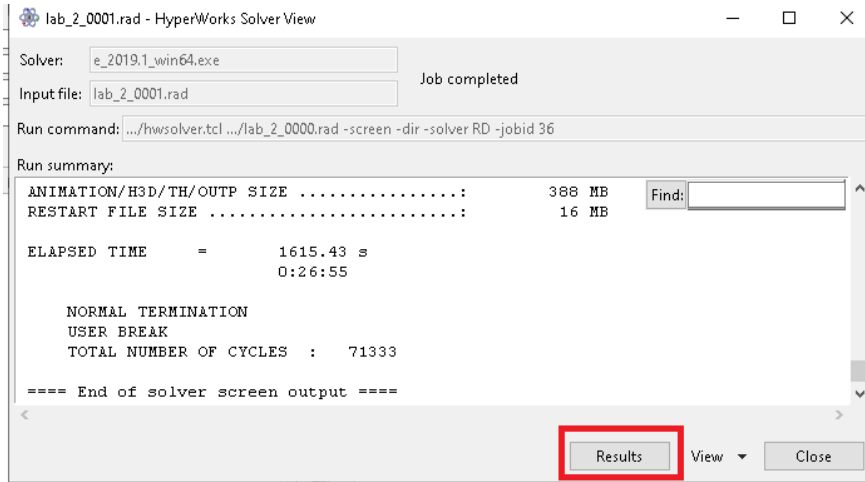 lab_2_0001.rad - HyperWorks Solver View
Solver: e_2019.1_win64.exe
Job completed
Input file: lab_2_0001.rad
Run command: .../hwsolver.tcl .../lab_2_0000.rad -screen -dir -solver RD -jobid 36
Run summary:
ANIMATION/H3D/TH/OUTP SIZE ................: 388 MB
Find:
RESTART FILE SIZE .........................: 16 MB
ELAPSED TIME = 1615.43 s
0:26:55
NORMAL TERMINATION
USER BREAK
TOTAL NUMBER OF CYCLES : 71333
==== End of solver screen output ====
Results View Close